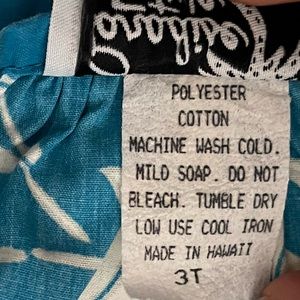 POLYESTER
COTTON
MACHINE WASH COLD.
MILD SOAP. DO NOT
BLEACH. TUMBLE DRY
LOW USE COOL IRON
MADE IN HAWAII
3T